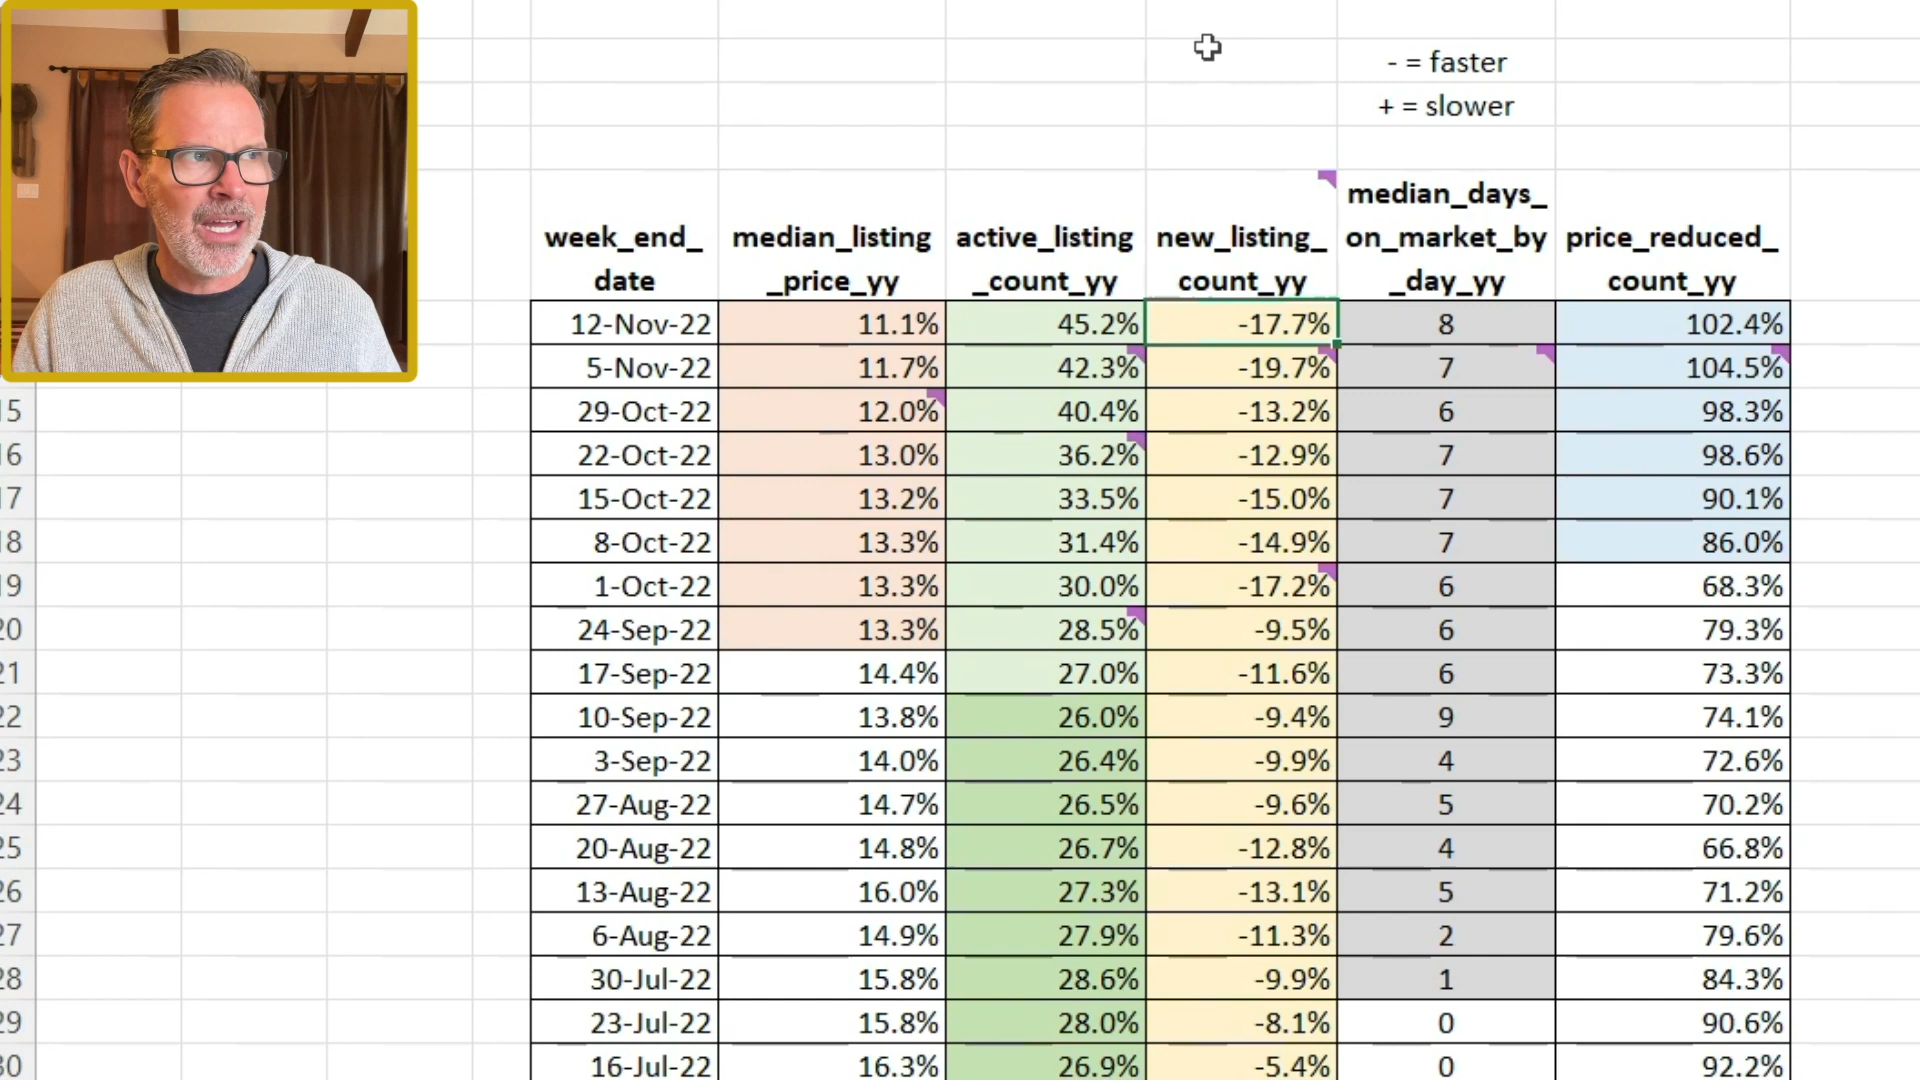 - = faster
+ = slower
week_end_
date
median_listing
_price_yy
active_listing
_count_yy
new_listing_
count_yy
median_days_
on_market_by
_day_yy
price_reduced_
count_yy
12-Nov-22 11.1% 45.2% -17.7% 8 102.4%
5-Nov-22 11.7% 42.3% -19.7% 7 104.5%
15 29-Oct-22 12.0% 40.4% -13.2% 6 98.3%
16 22-Oct-22 13.0% 36.2% -12.9% 7 98.6%
17 15-Oct-22 13.2% 33.5% -15.0% 7 90.1%
18 8-Oct-22 13.3% 31.4% -14.9% 7 86.0%
19 1-Oct-22 13.3% 30.0% -17.2% 6 68.3%
20 24-Sep-22 13.3% 28.5% -9.5% 6 79.3%
21 17-Sep-22 14.4% 27.0% -11.6% 6 73.3%
22 10-Sep-22 13.8% 26.0% -9.4% 9 74.1%
23 3-Sep-22 14.0% 26.4% -9.9% 4 72.6%
24 27-Aug-22 14.7% 26.5% -9.6% 5 70.2%
25 20-Aug-22 14.8% 26.7% -12.8% 4 66.8%
26 13-Aug-22 16.0% 27.3% -13.1% 5 71.2%
27 6-Aug-22 14.9% 27.9% -11.3% 2 79.6%
28 30-Jul-22 15.8% 28.6% -9.9% 1 84.3%
29 23-Jul-22 15.8% 28.0% -8.1% 0 90.6%
30 16-Jul-22 16.3% 26.9% -5.4% 0 92.2%